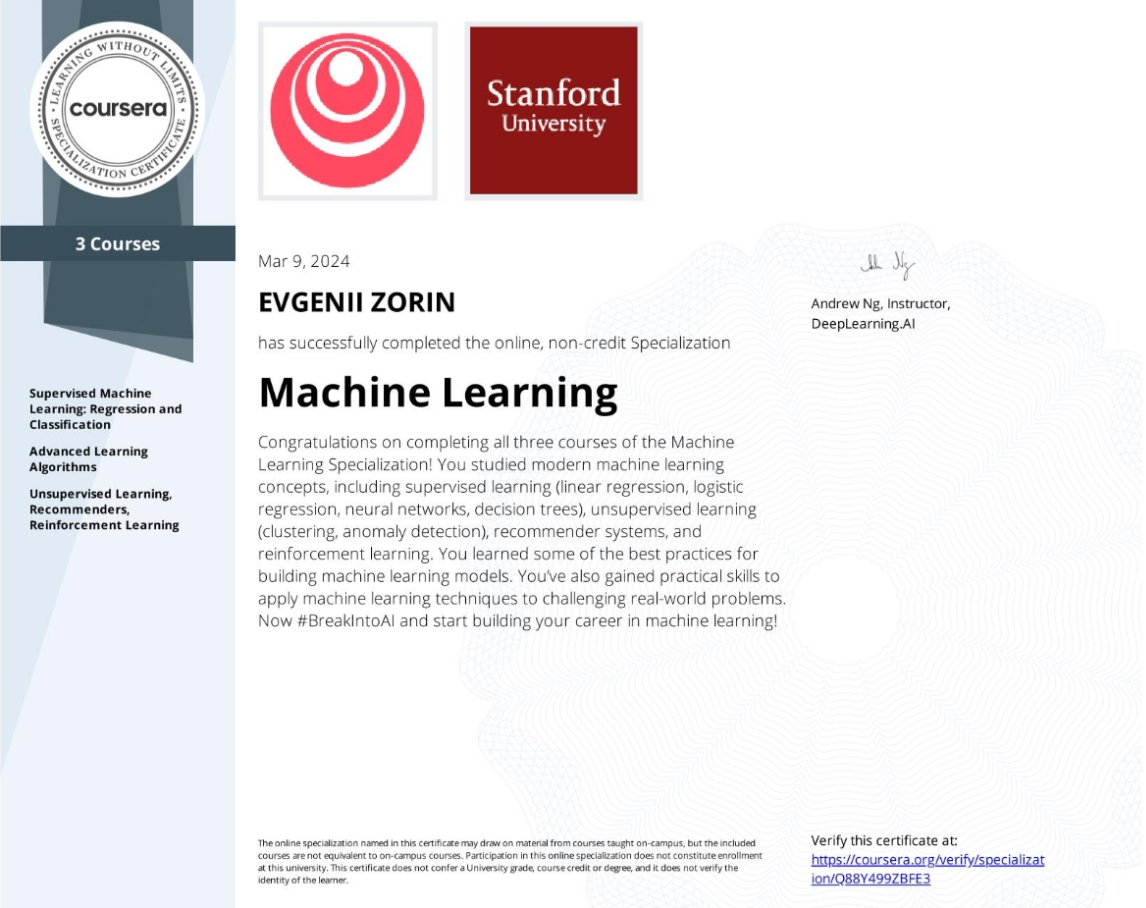 LEARNING WITHOUT LIMITS
coursera
SPECIALIZATION CERTIFICATE
Stanford
University
3 Courses
Mar 9, 2024
EVGENII ZORIN
has successfully completed the online, non-credit Specialization
Machine Learning
Congratulations on completing all three courses of the Machine
Learning Specialization! You studied modern machine learning
concepts, including supervised learning (linear regression, logistic
regression, neural networks, decision trees), unsupervised learning
(clustering, anomaly detection), recommender systems, and
reinforcement learning. You learned some of the best practices for
building machine learning models. You've also gained practical skills to
apply machine learning techniques to challenging real-world problems.
Now #BreakIntoAI and start building your career in machine learning!
Andrew Ng, Instructor,
DeepLearning.AI
Supervised Machine
Learning: Regression and
Classification
Advanced Learning
Algorithms
Unsupervised Learning,
Recommenders,
Reinforcement Learning
The online specialization named in this certificate may draw on material from courses taught on-campus, but the included
courses are not equivalent to on-campus courses. Participation in this online specialization does not constitute enrollment
at this university. This certificate does not confer a University grade, course credit or degree, and it does not verify the
identity of the learner.
Verify this certificate at:
https://coursera.org/verify/specializat
ion/Q88Y499ZBFE3